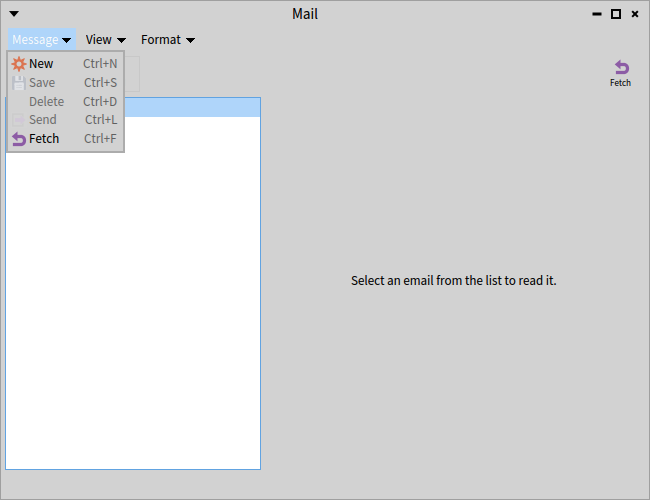 Mail
Message View Format
New Ctrl+N
Save Ctrl+S
Delete Ctrl+D
Send Ctrl+L
Fetch Ctrl+F
Fetch
Select an email from the list to read it.